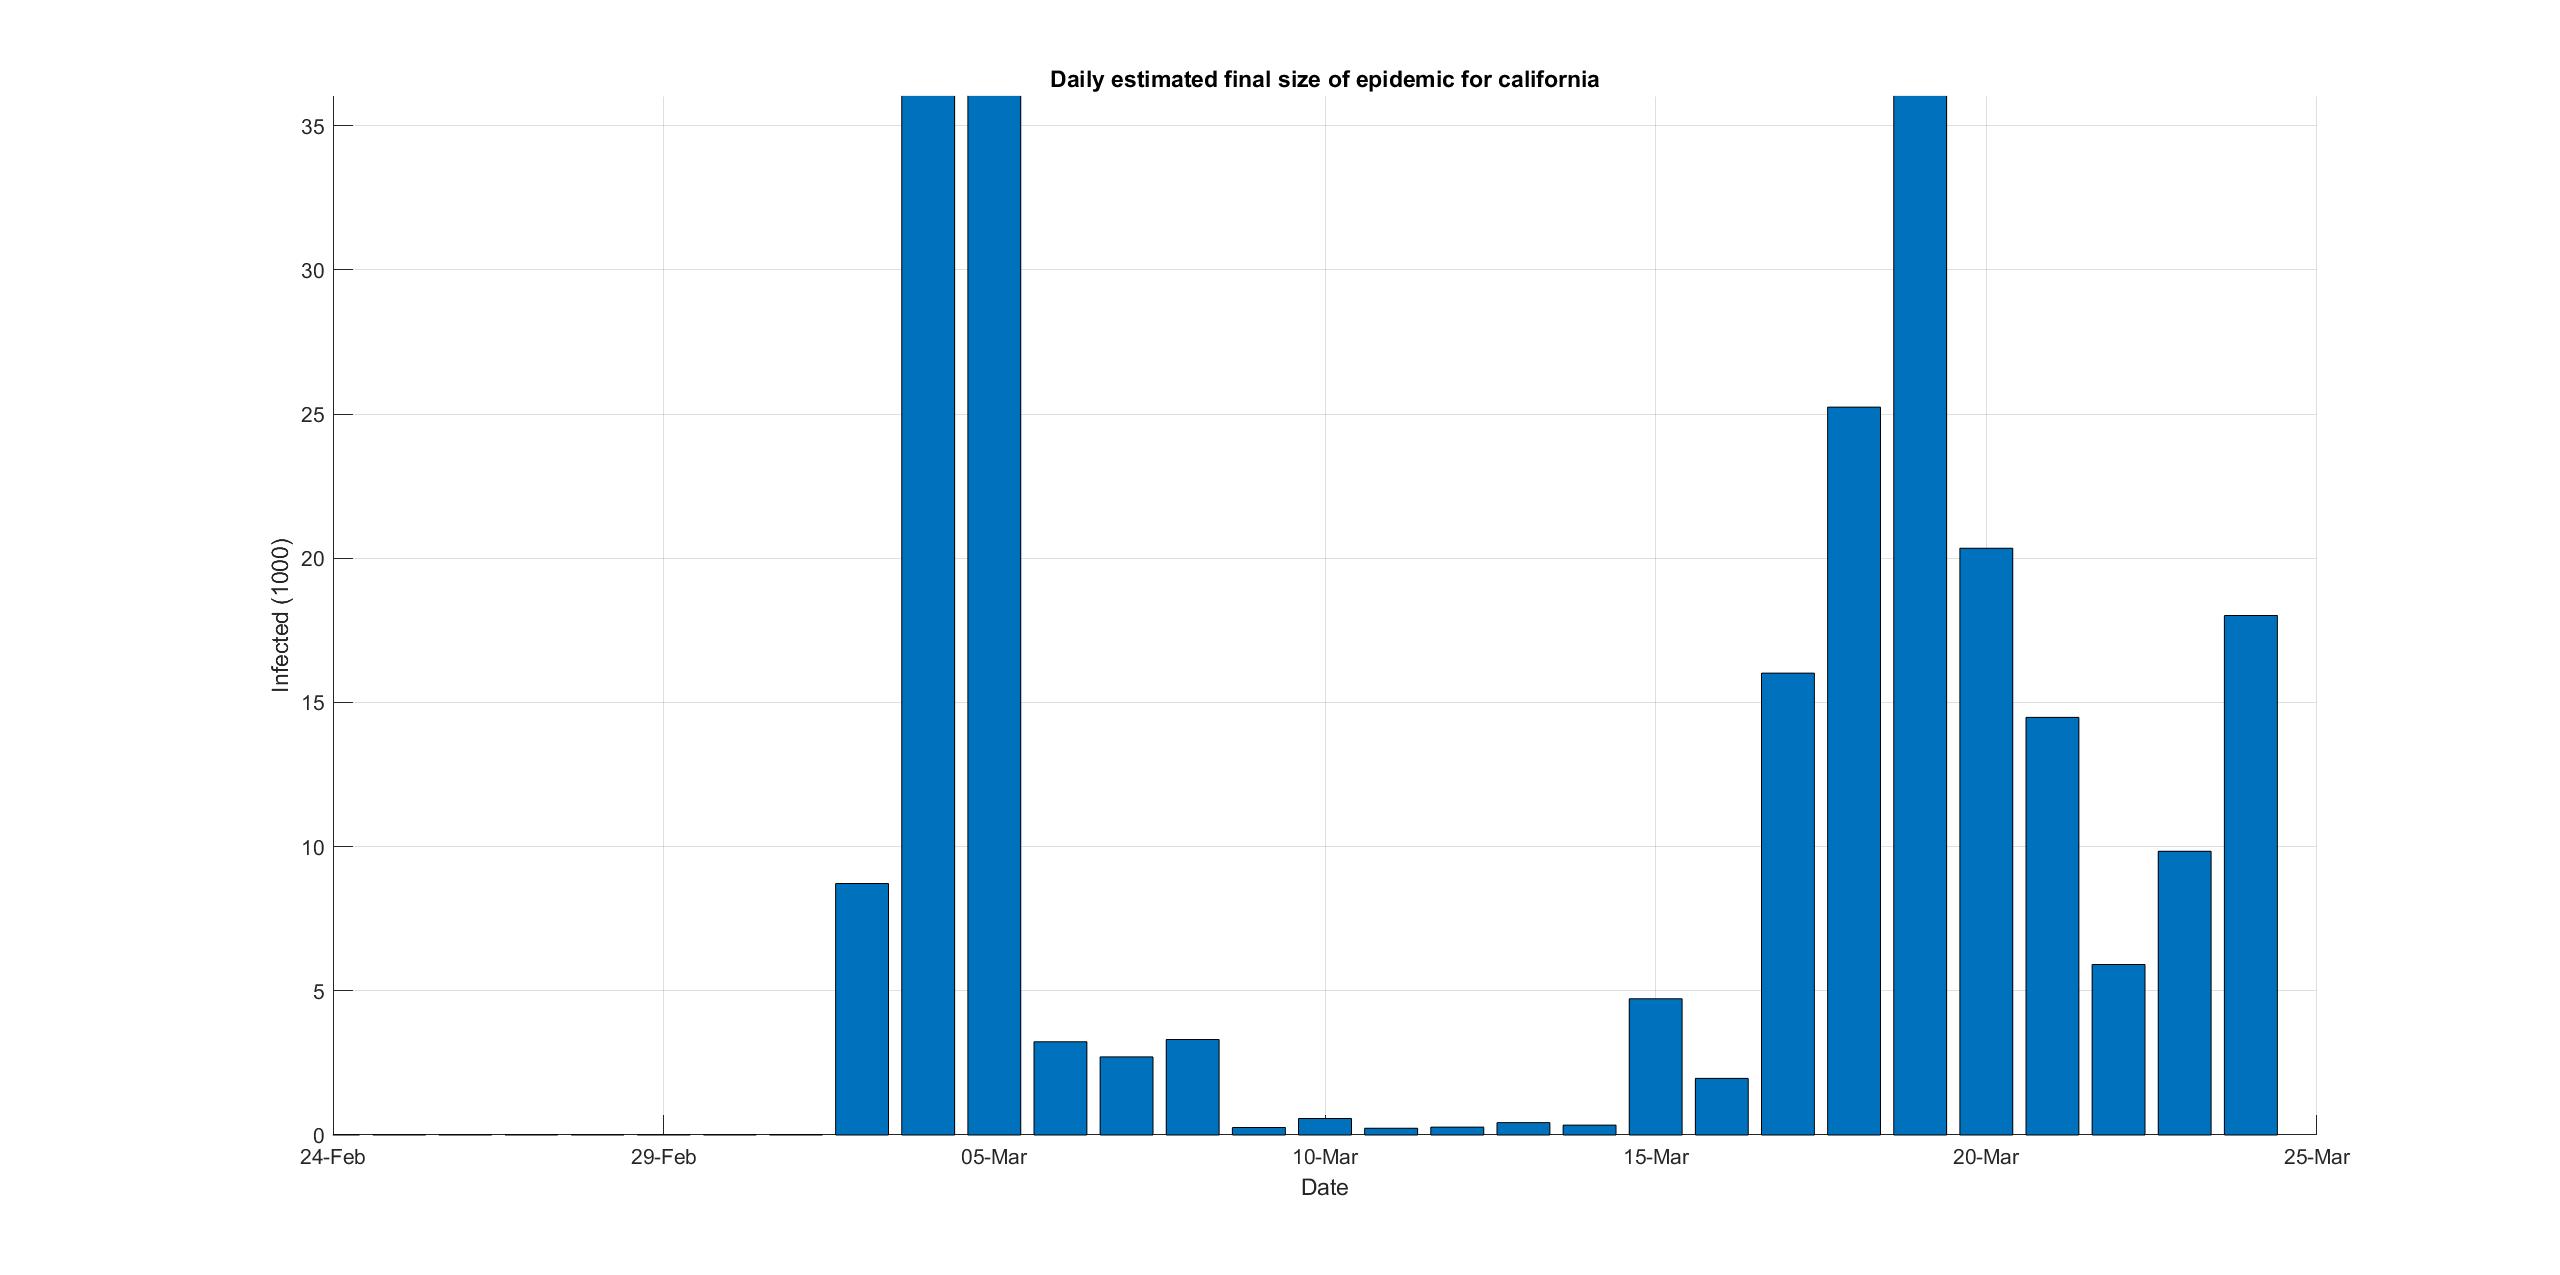 Daily estimated final size of epidemic for california
35
30
25
20
15
10
5
0
Infected (1000)
24-Feb 29-Feb 05-Mar 10-Mar 15-Mar 20-Mar 25-Mar
Date